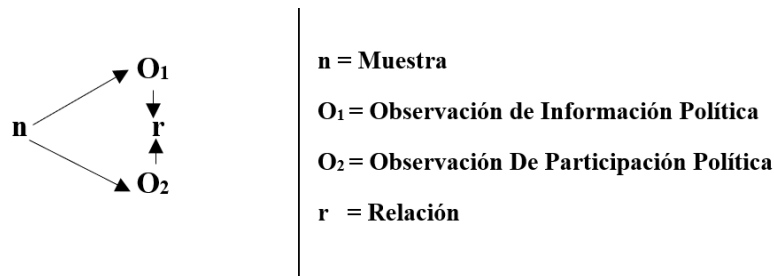 O₁
n
r
O₂
n = Muestra
O₁ = Observación de Información Política
O₂ = Observación De Participación Política
r = Relación